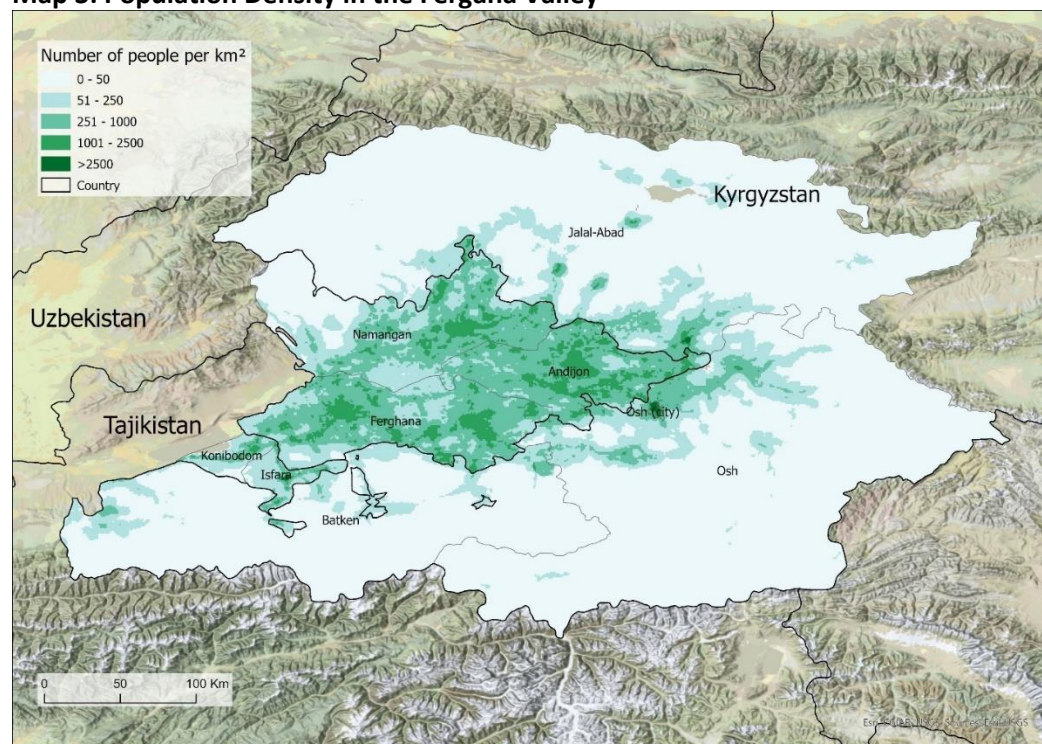 Map 3. Population Density in the Fergana Valley
Number of people per km²
0 - 50
51 - 250
251 - 1000
1001 - 2500
>2500
Country
Kyrgyzstan
Jalal-Abad
Uzbekistan
Namangan
Andijon
Tajikistan
Ferghana
Osh (city)
Konibodom
Isfara
Osh
Batken
0 50 100 Km